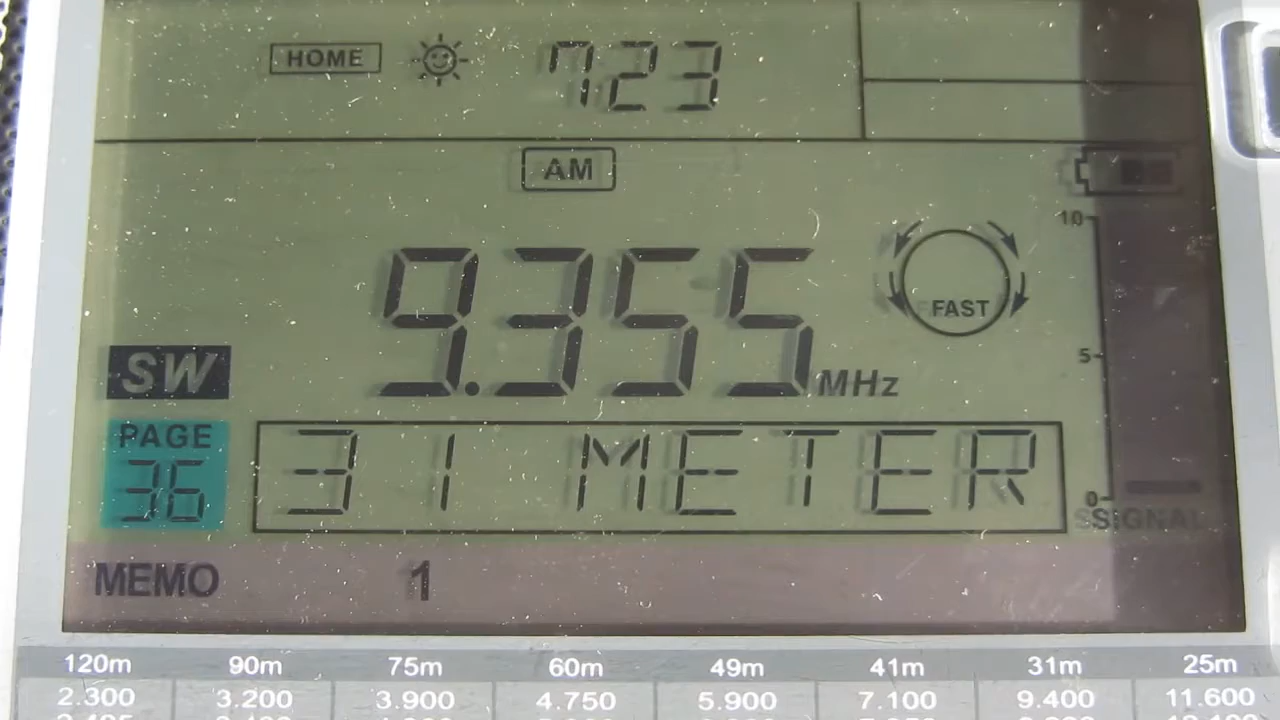 HOME 723
AM
10
9.355 MHz
FAST
5
SW
PAGE
36
31 METER
0
SIGNAL
MEMO 1
120m 90m 75m 60m 49m 41m 31m 25m
2.300 3.200 3.900 4.750 5.900 7.100 9.400 11.600